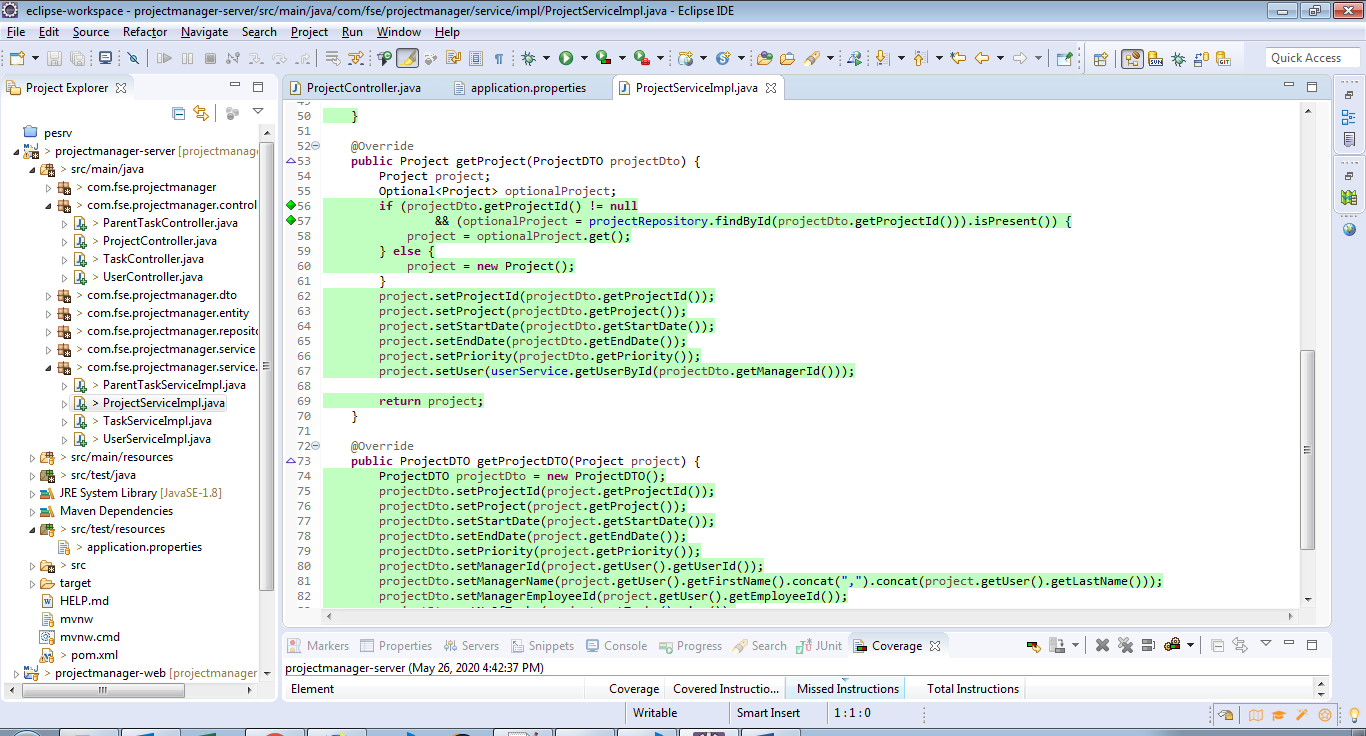 eclipse-workspace - projectmanager-server/src/main/java/com/fse/projectmanager/service/impl/ProjectServiceImpl.java - Eclipse IDE
File Edit Source Refactor Navigate Search Project Run Window Help
Quick Access
Project Explorer
pesrv
> projectmanager-server [projectmanag
> src/main/java
> com.fse.projectmanager
> com.fse.projectmanager.control
> ParentTaskController.java
> ProjectController.java
> TaskController.java
> UserController.java
> com.fse.projectmanager.dto
> com.fse.projectmanager.entity
> com.fse.projectmanager.reposito
> com.fse.projectmanager.service
> com.fse.projectmanager.service.
> ParentTaskServiceImpl.java
> ProjectServiceImpl.java
> TaskServiceImpl.java
> UserServiceImpl.java
> src/main/resources
> src/test/java
JRE System Library [JavaSE-1.8]
Maven Dependencies
> src/test/resources
> application.properties
> src
target
HELP.md
mvnw
mvnw.cmd
> pom.xml
> projectmanager-web [projectmanager
ProjectController.java application.properties ProjectServiceImpl.java
50 }
51
52 @Override
53 public Project getProject(ProjectDTO projectDto) {
54 Project project;
55 Optional<Project> optionalProject;
56 if (projectDto.getProjectId() != null
57 && (optionalProject = projectRepository.findById(projectDto.getProjectId())).isPresent()) {
58 project = optionalProject.get();
59 } else {
60 project = new Project();
61 }
62 project.setProjectId(projectDto.getProjectId());
63 project.setProject(projectDto.getProject());
64 project.setStartDate(projectDto.getStartDate());
65 project.setEndDate(projectDto.getEndDate());
66 project.setPriority(projectDto.getPriority());
67 project.setUser(userService.getUserById(projectDto.getManagerId()));
68
69 return project;
70 }
71
72 @Override
73 public ProjectDTO getProjectDTO(Project project) {
74 ProjectDTO projectDto = new ProjectDTO();
75 projectDto.setProjectId(project.getProjectId());
76 projectDto.setProject(project.getProject());
77 projectDto.setStartDate(project.getStartDate());
78 projectDto.setEndDate(project.getEndDate());
79 projectDto.setPriority(project.getPriority());
80 projectDto.setManagerId(project.getUser().getUserId());
81 projectDto.setManagerName(project.getUser().getFirstName().concat(",").concat(project.getUser().getLastName()));
82 projectDto.setManagerEmployeeId(project.getUser().getEmployeeId());
Markers Properties Servers Snippets Console Progress Search JUnit Coverage
projectmanager-server (May 26, 2020 4:42:37 PM)
Element Coverage Covered Instructio... Missed Instructions Total Instructions
Writable Smart Insert 1 : 1 : 0